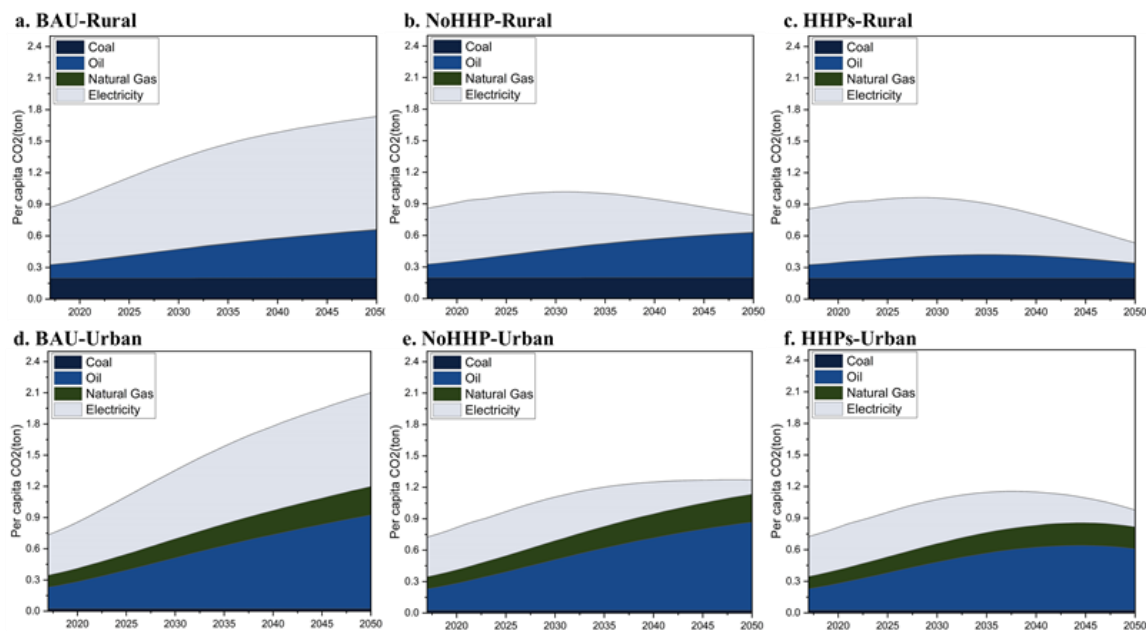 a. BAU-Rural
b. NoHHP-Rural
c. HHPs-Rural
Per capita CO2(ton)
2.4
2.1
1.8
1.5
1.2
0.9
0.6
0.3
0.0
Coal
Oil
Natural Gas
Electricity
2020 2025 2030 2035 2040 2045 2050
Per capita CO2(ton)
2.4
2.1
1.8
1.5
1.2
0.9
0.6
0.3
0.0
Coal
Oil
Natural Gas
Electricity
2020 2025 2030 2035 2040 2045 2050
Per capita CO2(ton)
2.4
2.1
1.8
1.5
1.2
0.9
0.6
0.3
0.0
Coal
Oil
Natural Gas
Electricity
2020 2025 2030 2035 2040 2045 2050
d. BAU-Urban
e. NoHHP-Urban
f. HHPs-Urban
Per capita CO2(ton)
2.4
2.1
1.8
1.5
1.2
0.9
0.6
0.3
0.0
Coal
Oil
Natural Gas
Electricity
2020 2025 2030 2035 2040 2045 2050
Per capita CO2(ton)
2.4
2.1
1.8
1.5
1.2
0.9
0.6
0.3
0.0
Coal
Oil
Natural Gas
Electricity
2020 2025 2030 2035 2040 2045 2050
Per capita CO2(ton)
2.4
2.1
1.8
1.5
1.2
0.9
0.6
0.3
0.0
Coal
Oil
Natural Gas
Electricity
2020 2025 2030 2035 2040 2045 2050